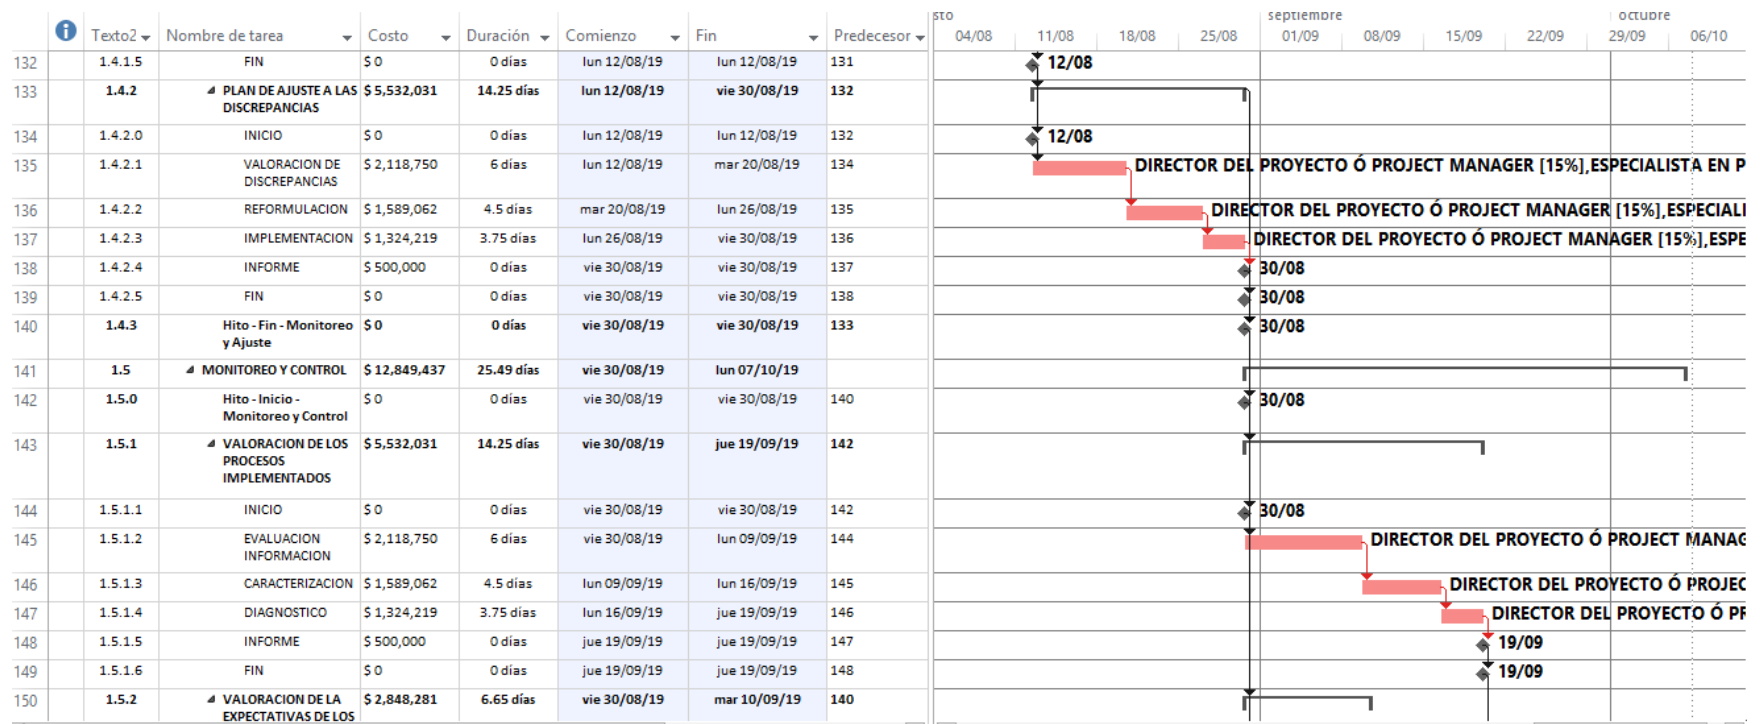 sto septiembre octubre
Texto2 Nombre de tarea Costo Duración Comienzo Fin Predecesor 04/08 11/08 18/08 25/08 01/09 08/09 15/09 22/09 29/09 06/10
132 1.4.1.5 FIN $ 0 0 días lun 12/08/19 lun 12/08/19 131 12/08
133 1.4.2 PLAN DE AJUSTE A LAS $ 5,532,031 14.25 días lun 12/08/19 vie 30/08/19 132
DISCREPANCIAS
134 1.4.2.0 INICIO $ 0 0 días lun 12/08/19 lun 12/08/19 132 12/08
135 1.4.2.1 VALORACION DE $ 2,118,750 6 días lun 12/08/19 mar 20/08/19 134 DIRECTOR DEL PROYECTO Ó PROJECT MANAGER [15%],ESPECIALISTA EN P
DISCREPANCIAS
136 1.4.2.2 REFORMULACION $ 1,589,062 4.5 días mar 20/08/19 lun 26/08/19 135 DIRECTOR DEL PROYECTO Ó PROJECT MANAGER [15%],ESPECIALI
137 1.4.2.3 IMPLEMENTACION $ 1,324,219 3.75 días lun 26/08/19 vie 30/08/19 136 DIRECTOR DEL PROYECTO Ó PROJECT MANAGER [15%],ESPE
138 1.4.2.4 INFORME $ 500,000 0 días vie 30/08/19 vie 30/08/19 137 30/08
139 1.4.2.5 FIN $ 0 0 días vie 30/08/19 vie 30/08/19 138 30/08
140 1.4.3 Hito - Fin - Monitoreo $ 0 0 días vie 30/08/19 vie 30/08/19 133 30/08
y Ajuste
141 1.5 MONITOREO Y CONTROL $ 12,849,437 25.49 días vie 30/08/19 lun 07/10/19
142 1.5.0 Hito - Inicio - $ 0 0 días vie 30/08/19 vie 30/08/19 140 30/08
Monitoreo y Control
143 1.5.1 VALORACION DE LOS $ 5,532,031 14.25 días vie 30/08/19 jue 19/09/19 142
PROCESOS
IMPLEMENTADOS
144 1.5.1.1 INICIO $ 0 0 días vie 30/08/19 vie 30/08/19 142 30/08
145 1.5.1.2 EVALUACION $ 2,118,750 6 días vie 30/08/19 lun 09/09/19 144 DIRECTOR DEL PROYECTO Ó PROJECT MANAG
INFORMACION
146 1.5.1.3 CARACTERIZACION $ 1,589,062 4.5 días lun 09/09/19 lun 16/09/19 145 DIRECTOR DEL PROYECTO Ó PROJEC
147 1.5.1.4 DIAGNOSTICO $ 1,324,219 3.75 días lun 16/09/19 jue 19/09/19 146 DIRECTOR DEL PROYECTO Ó PR
148 1.5.1.5 INFORME $ 500,000 0 días jue 19/09/19 jue 19/09/19 147 19/09
149 1.5.1.6 FIN $ 0 0 días jue 19/09/19 jue 19/09/19 148 19/09
150 1.5.2 VALORACION DE LA $ 2,848,281 6.65 días vie 30/08/19 mar 10/09/19 140
EXPECTATIVAS DE LOS